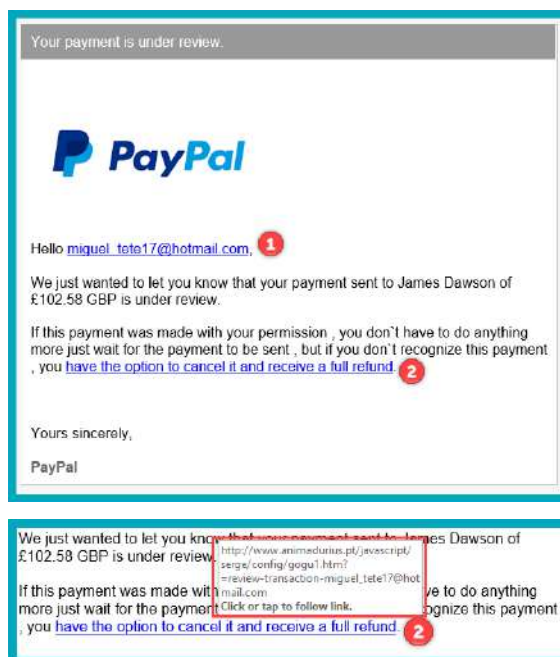 Your payment is under review.
PayPal
Hello miguel_tete17@hotmail.com, 1
We just wanted to let you know that your payment sent to James Dawson of
£102.58 GBP is under review.
If this payment was made with your permission , you don`t have to do anything
more just wait for the payment to be sent , but if you don`t recognize this payment
, you have the option to cancel it and receive a full refund. 2
Yours sincerely,
PayPal
We just wanted to let you know that your payment sent to James Dawson of
£102.58 GBP is under review
http://www.animadurius.pt/javascript/
serge/config/gogu1.htm?
=review-transaction-miguel_tete17@hot
mail.com
Click or tap to follow link.
If this payment was made with ve to do anything
more just wait for the payment ognize this payment
, you have the option to cancel it and receive a full refund. 2